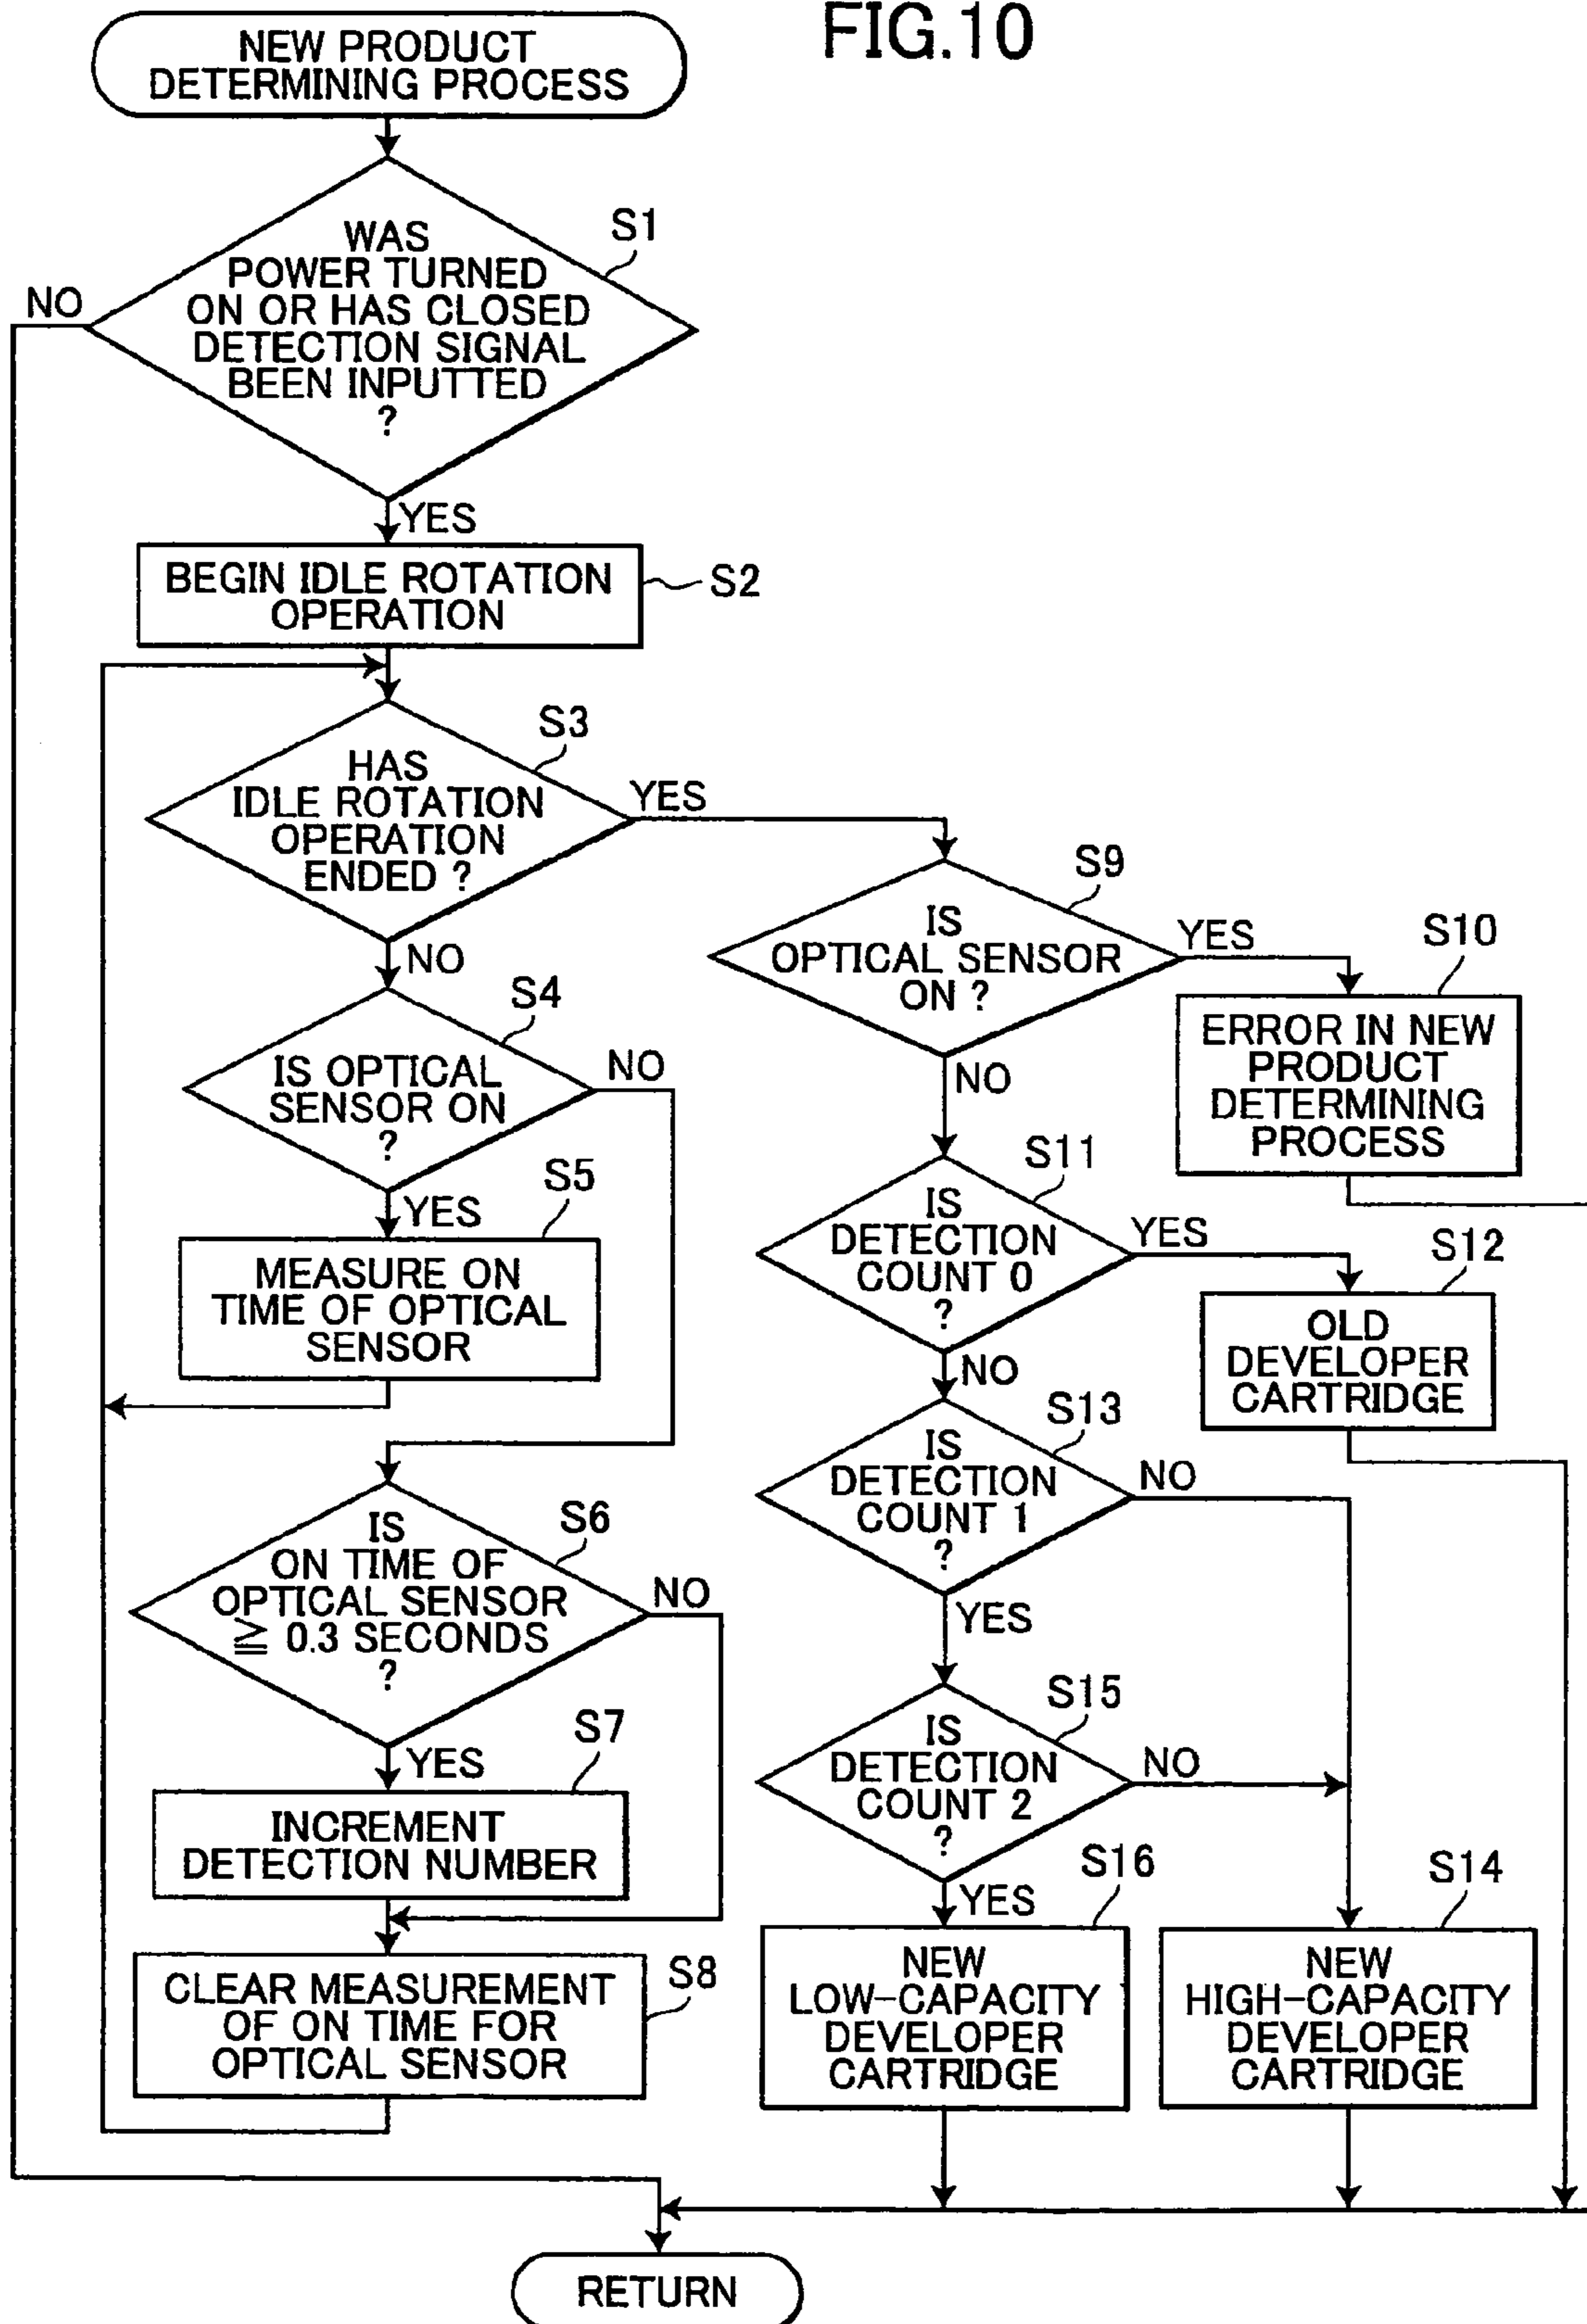 FIG.10
NEW PRODUCT
DETERMINING PROCESS
S1
WAS
POWER TURNED
ON OR HAS CLOSED
DETECTION SIGNAL
BEEN INPUTTED
?
NO
YES
BEGIN IDLE ROTATION
OPERATION
S2
S3
HAS
IDLE ROTATION
OPERATION
ENDED ?
YES
NO
S4
IS OPTICAL
SENSOR ON
?
NO
YES
S5
MEASURE ON
TIME OF OPTICAL
SENSOR
S6
IS
ON TIME OF
OPTICAL SENSOR
≧ 0.3 SECONDS
?
NO
YES
S7
INCREMENT
DETECTION NUMBER
S8
CLEAR MEASUREMENT
OF ON TIME FOR
OPTICAL SENSOR
S9
IS
OPTICAL SENSOR
ON ?
YES
NO
S10
ERROR IN NEW
PRODUCT
DETERMINING
PROCESS
S11
IS
DETECTION
COUNT 0
?
YES
NO
S12
OLD
DEVELOPER
CARTRIDGE
S13
IS
DETECTION
COUNT 1
?
NO
YES
S15
IS
DETECTION
COUNT 2
?
NO
YES
S16
NEW
LOW-CAPACITY
DEVELOPER
CARTRIDGE
S14
NEW
HIGH-CAPACITY
DEVELOPER
CARTRIDGE
RETURN